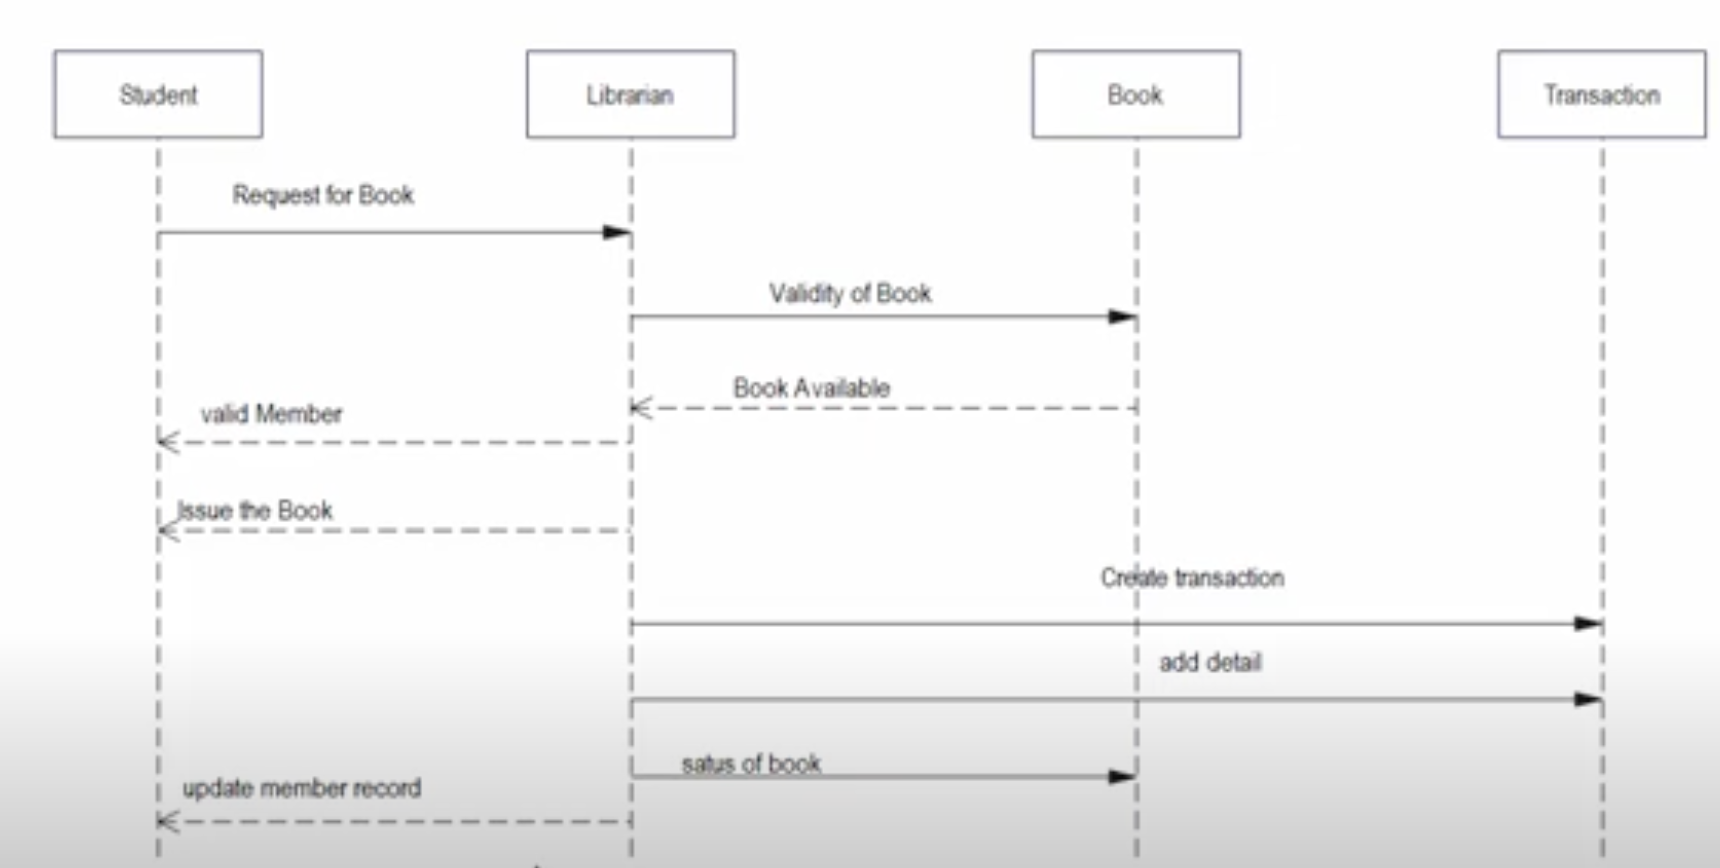 Student
Librarian
Book
Transaction
Request for Book
Validity of Book
Book Available
valid Member
Issue the Book
Create transaction
add detail
satus of book
update member record